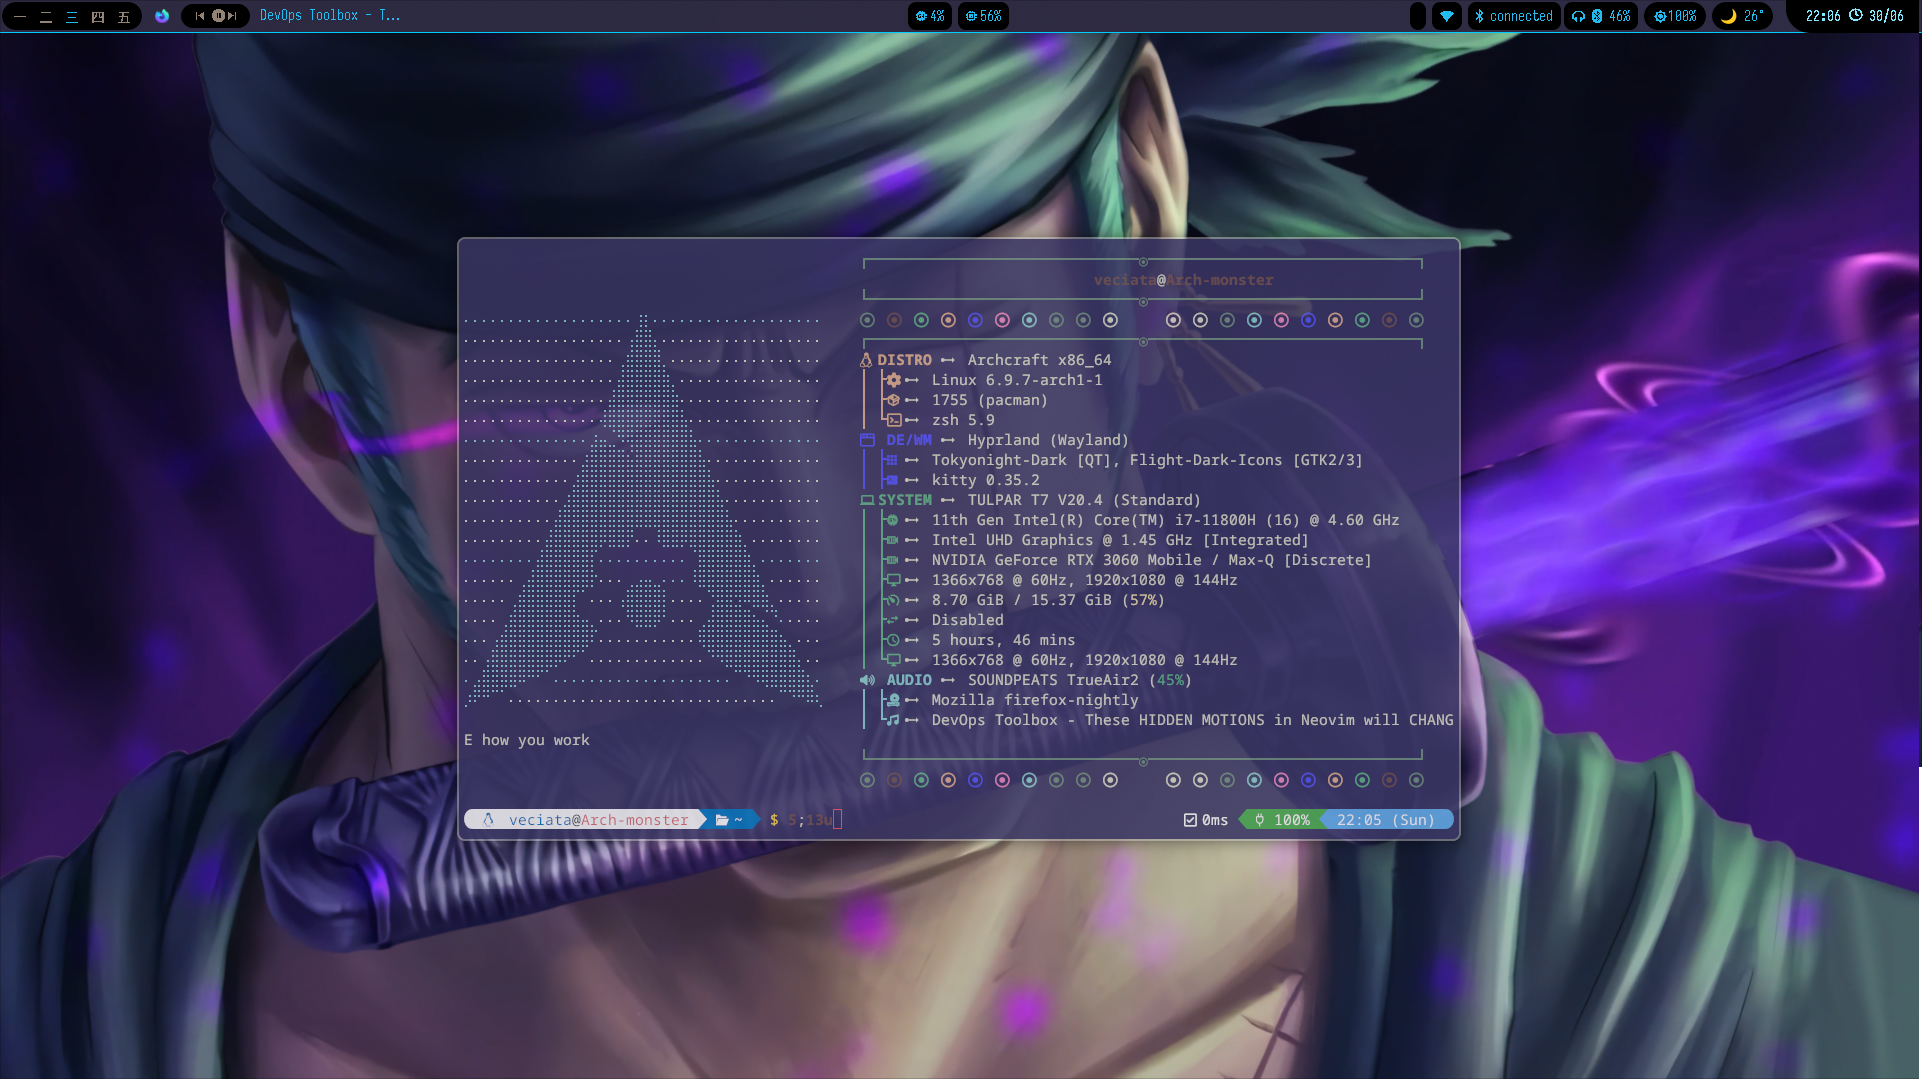 一 二 三 四 五
DevOps Toolbox - T...
4%
56%
connected
46%
100%
26°
22:06 30/06
veciata@Arch-monster
DISTRO Archcraft x86_64
Linux 6.9.7-arch1-1
1755 (pacman)
zsh 5.9
DE/WM Hyprland (Wayland)
Tokyonight-Dark [QT], Flight-Dark-Icons [GTK2/3]
kitty 0.35.2
SYSTEM TULPAR T7 V20.4 (Standard)
11th Gen Intel(R) Core(TM) i7-11800H (16) @ 4.60 GHz
Intel UHD Graphics @ 1.45 GHz [Integrated]
NVIDIA GeForce RTX 3060 Mobile / Max-Q [Discrete]
1366x768 @ 60Hz, 1920x1080 @ 144Hz
8.70 GiB / 15.37 GiB (57%)
Disabled
5 hours, 46 mins
1366x768 @ 60Hz, 1920x1080 @ 144Hz
AUDIO SOUNDPEATS TrueAir2 (45%)
Mozilla firefox-nightly
DevOps Toolbox - These HIDDEN MOTIONS in Neovim will CHANG
E how you work
veciata@Arch-monster ~ $ 5;13u
0ms 100% 22:05 (Sun)